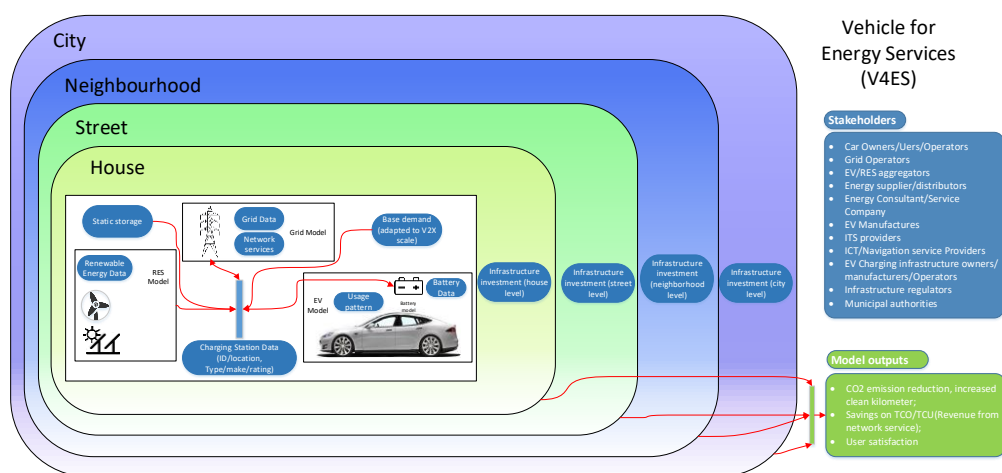 City
Neighbourhood
Street
House
Static storage
Grid Data
Network
services
Grid Model
Base demand
(adapted to V2X
scale)
Renewable
Energy Data
RES
Model
EV
Model
Usage
pattern
Battery
model
Battery
Data
Charging Station Data
(ID/location,
Type/make/rating)
Infrastructure
investment (house
level)
Infrastructure
investment (street
level)
Infrastructure
investment
(neighborhood
level)
Infrastructure
investment (city
level)
Vehicle for
Energy Services
(V4ES)
Stakeholders
• Car Owners/Uers/Operators
• Grid Operators
• EV/RES aggregators
• Energy supplier/distributors
• Energy Consultant/Service
Company
• EV Manufactures
• ITS providers
• ICT/Navigation service Providers
• EV Charging infrastructure owners/
manufacturers/Operators
• Infrastructure regulators
• Municipal authorities
Model outputs
• CO2 emission reduction, increased
clean kilometer;
• Savings on TCO/TCU(Revenue from
network service);
• User satisfaction